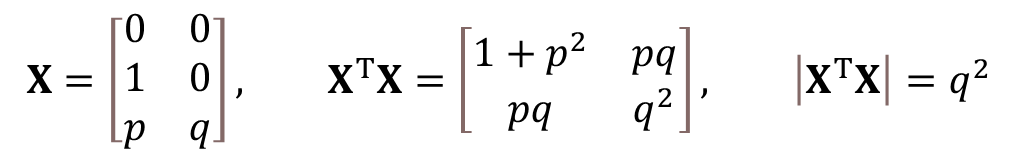 𝐗 = [0 0; 1 0; p q], 𝐗ᵀ𝐗 = [1 + p² pq; pq q²], |𝐗ᵀ𝐗| = q²